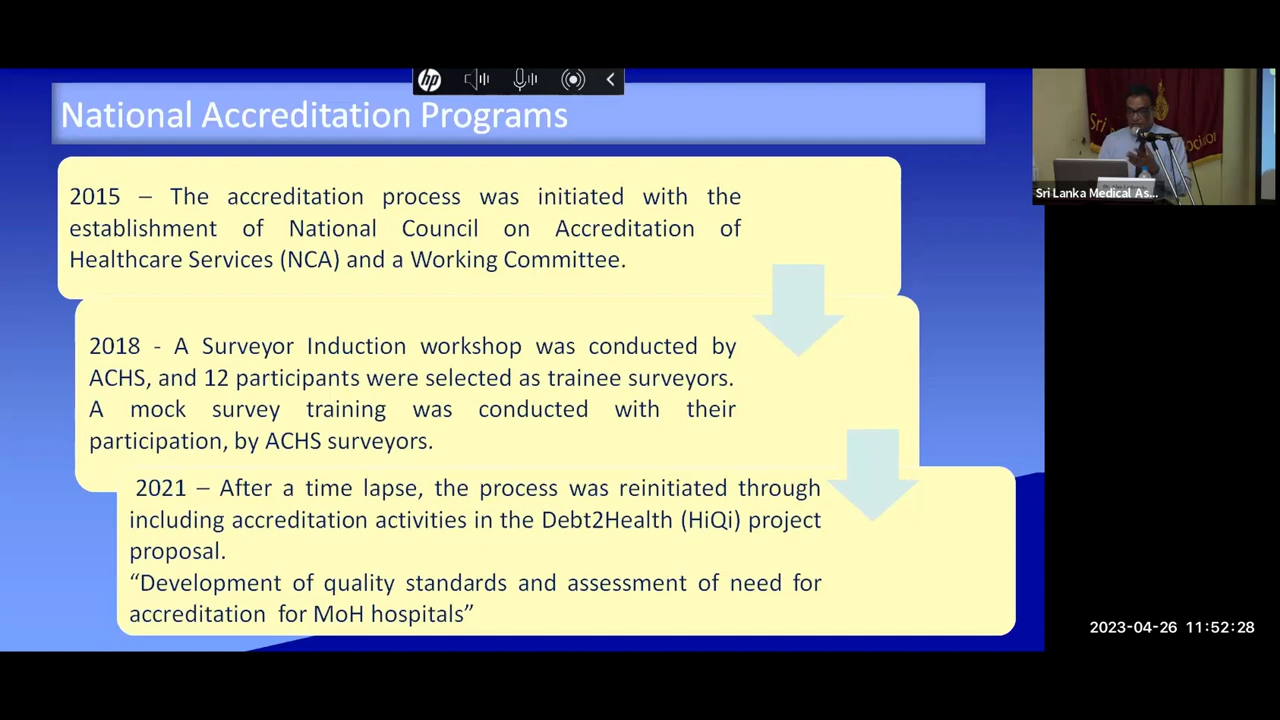 hp
National Accreditation Programs
2015 – The accreditation process was initiated with the
establishment of National Council on Accreditation of
Healthcare Services (NCA) and a Working Committee.
2018 - A Surveyor Induction workshop was conducted by
ACHS, and 12 participants were selected as trainee surveyors.
A mock survey training was conducted with their
participation, by ACHS surveyors.
2021 – After a time lapse, the process was reinitiated through
including accreditation activities in the Debt2Health (HiQi) project
proposal.
“Development of quality standards and assessment of need for
accreditation for MoH hospitals”
Sri
Sri Lanka Medical As...
2023-04-26 11:52:28